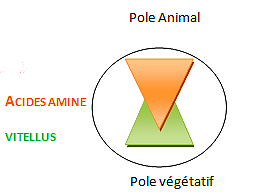 Pole Animal
ACIDES AMINE
VITELLUS
Pole végétatif